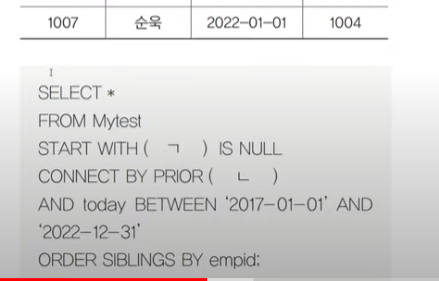 1007 순욱 2022-01-01 1004
SELECT *
FROM Mytest
START WITH ( ㄱ ) IS NULL
CONNECT BY PRIOR ( ㄴ )
AND today BETWEEN ‘2017-01-01’ AND
‘2022-12-31’
ORDER SIBLINGS BY empid;